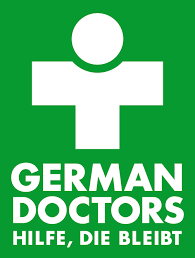 GERMAN
DOCTORS
HILFE, DIE BLEIBT